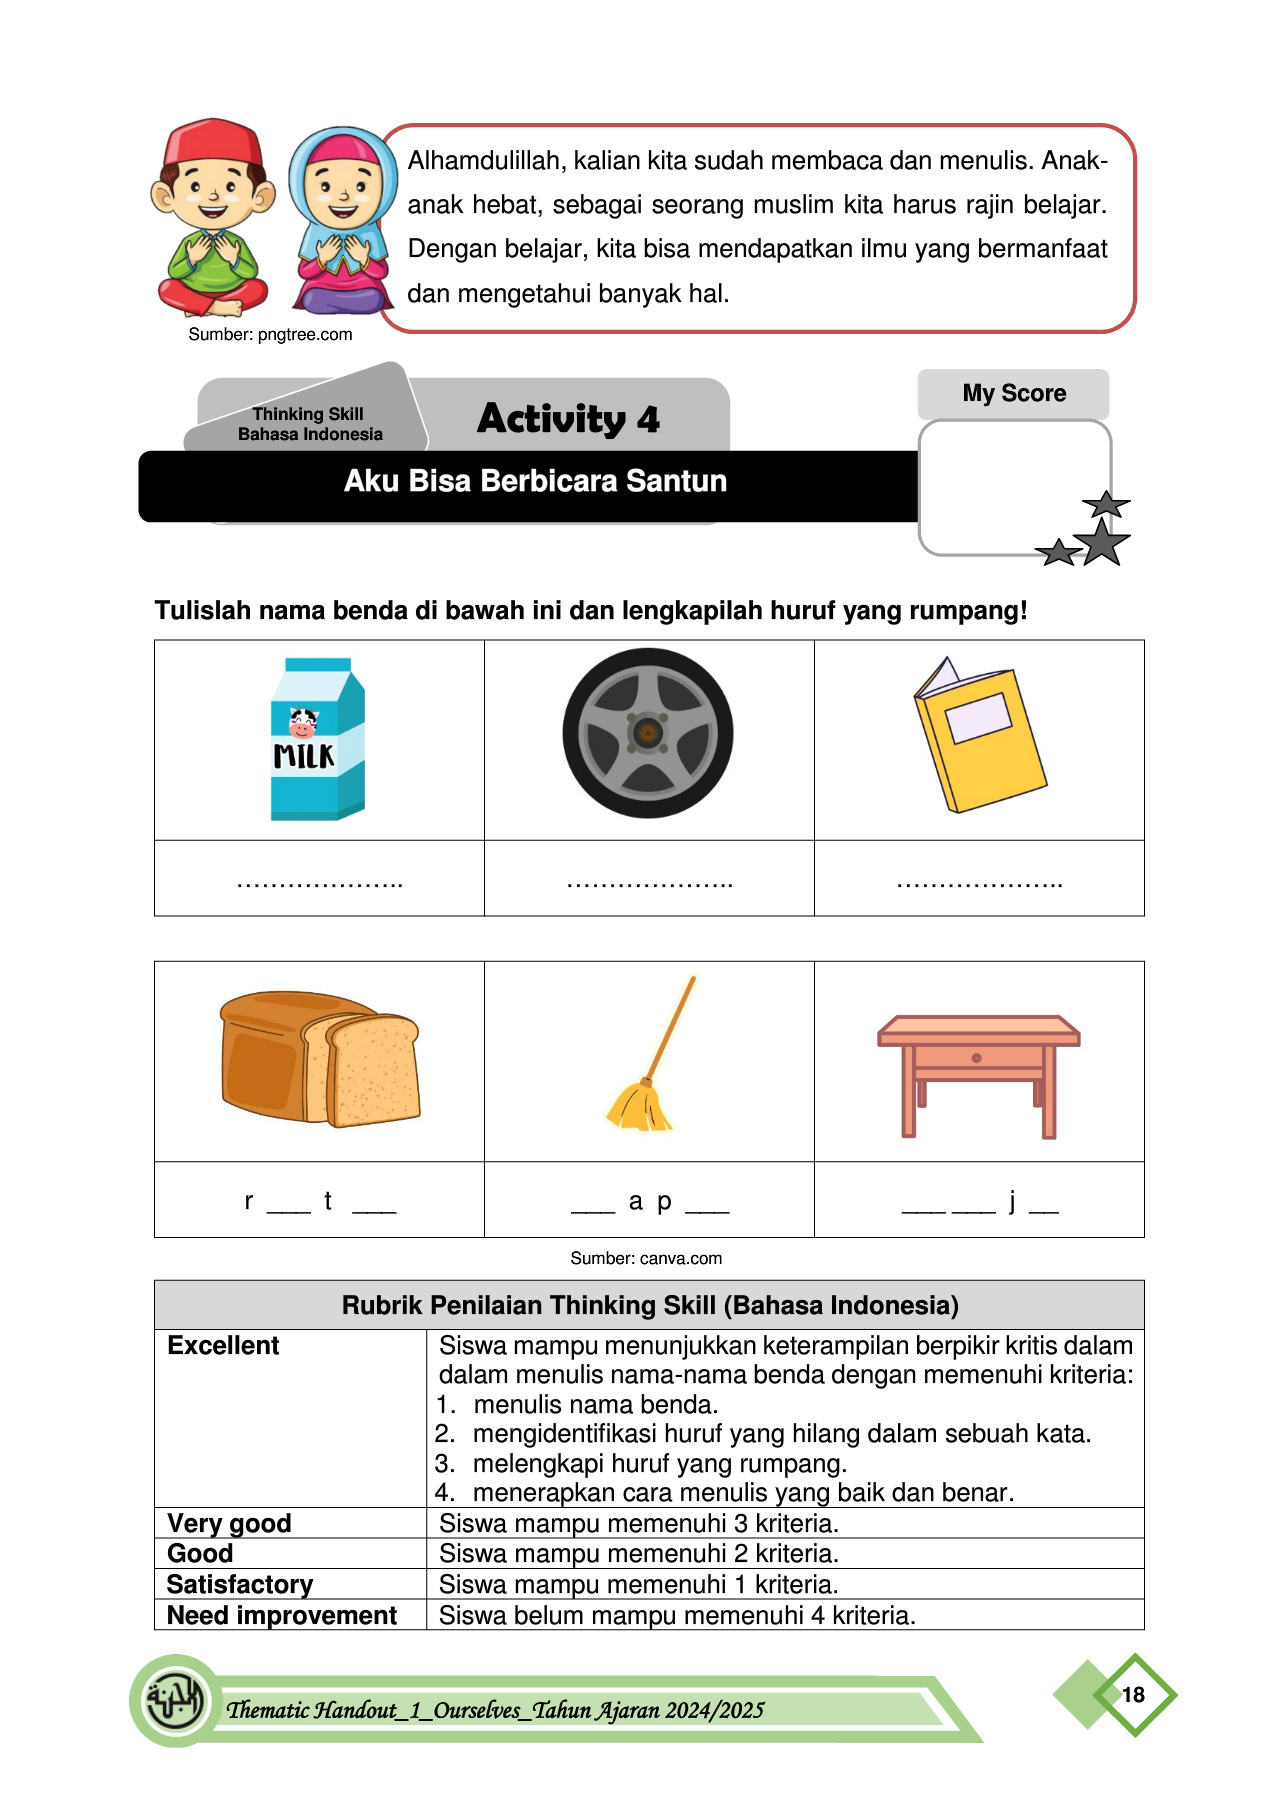 Alhamdulillah, kalian kita sudah membaca dan menulis. Anak-
anak hebat, sebagai seorang muslim kita harus rajin belajar.
Dengan belajar, kita bisa mendapatkan ilmu yang bermanfaat
dan mengetahui banyak hal.
Sumber: pngtree.com
Thinking Skill
Bahasa Indonesia
Activity 4
My Score
Aku Bisa Berbicara Santun
Tulislah nama benda di bawah ini dan lengkapilah huruf yang rumpang!
MILK
……………….. ……………….. ………………..
r ___ t ___
___ a p ___
___ ___ j __
Sumber: canva.com
Rubrik Penilaian Thinking Skill (Bahasa Indonesia)
Excellent
Siswa mampu menunjukkan keterampilan berpikir kritis dalam
dalam menulis nama-nama benda dengan memenuhi kriteria:
1. menulis nama benda.
2. mengidentifikasi huruf yang hilang dalam sebuah kata.
3. melengkapi huruf yang rumpang.
4. menerapkan cara menulis yang baik dan benar.
Very good Siswa mampu memenuhi 3 kriteria.
Good Siswa mampu memenuhi 2 kriteria.
Satisfactory Siswa mampu memenuhi 1 kriteria.
Need improvement Siswa belum mampu memenuhi 4 kriteria.
Thematic Handout_1_Ourselves_Tahun Ajaran 2024/2025
18